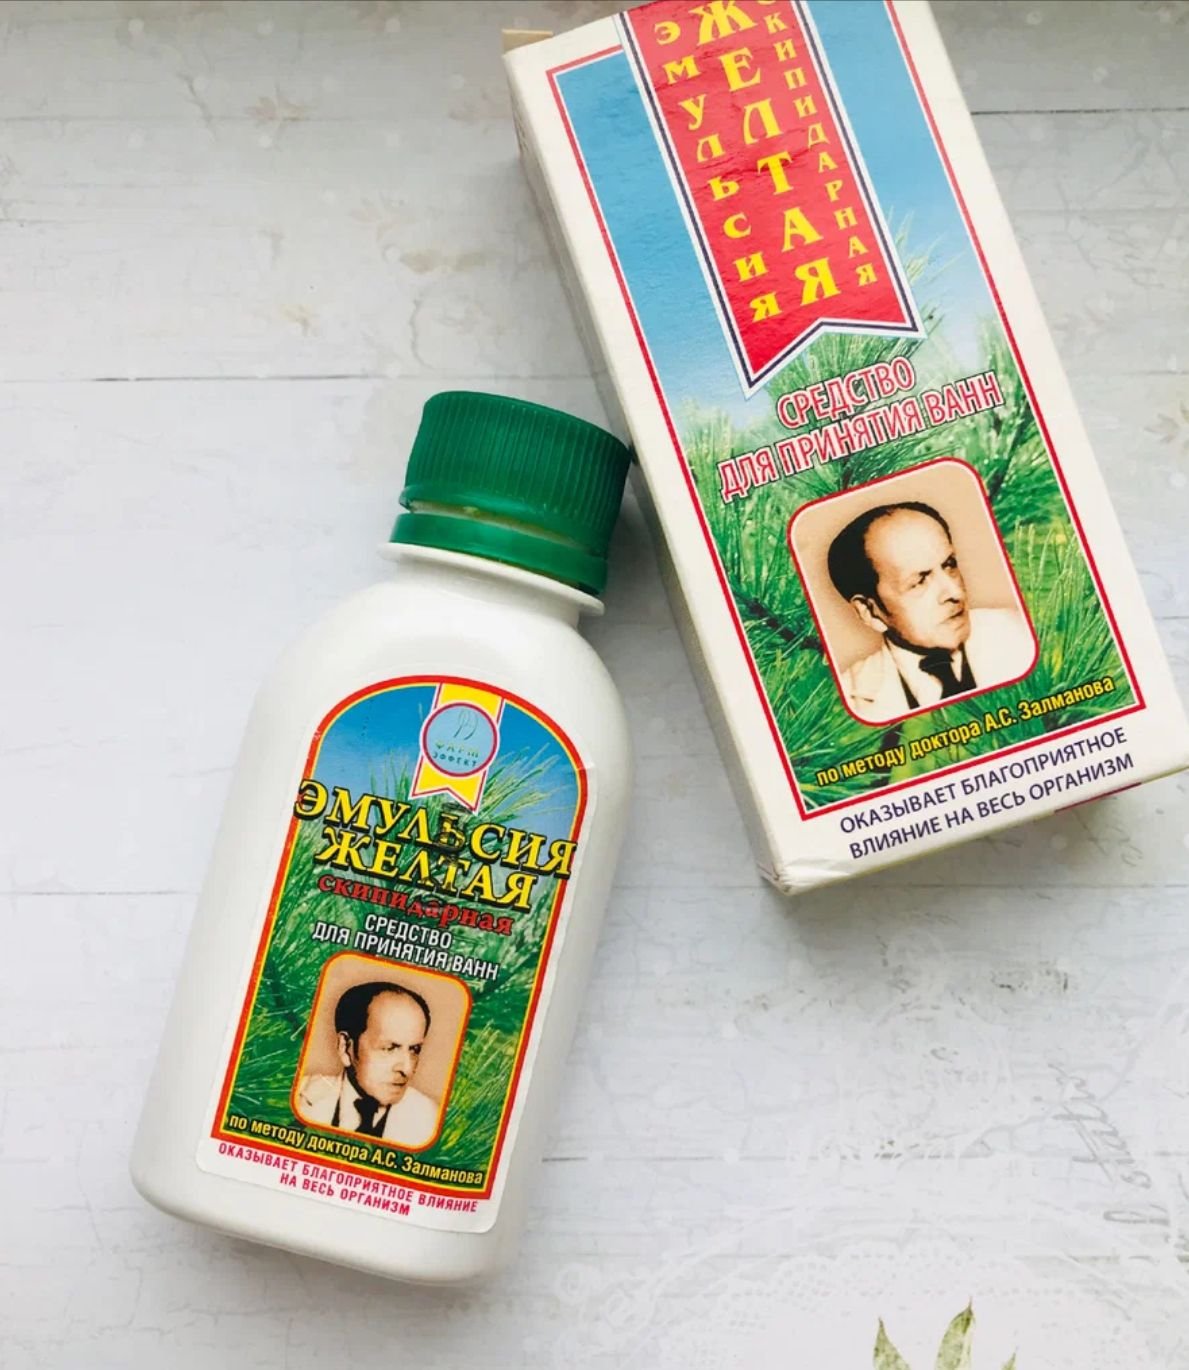 ЭМУЛЬСИЯ
ЖЕЛТАЯ
СКИПИДАРНАЯ
СРЕДСТВО
ДЛЯ ПРИНЯТИЯ ВАНН
по методу доктора А.С. Залманова
ОКАЗЫВАЕТ БЛАГОПРИЯТНОЕ
ВЛИЯНИЕ НА ВЕСЬ ОРГАНИЗМ
ФАРМ
ЭФФЕКТ
ЭМУЛЬСИЯ
ЖЕЛТАЯ
скипидарная
СРЕДСТВО
ДЛЯ ПРИНЯТИЯ ВАНН
по методу доктора А.С. Залманова
ОКАЗЫВАЕТ БЛАГОПРИЯТНОЕ ВЛИЯНИЕ
НА ВЕСЬ ОРГАНИЗМ